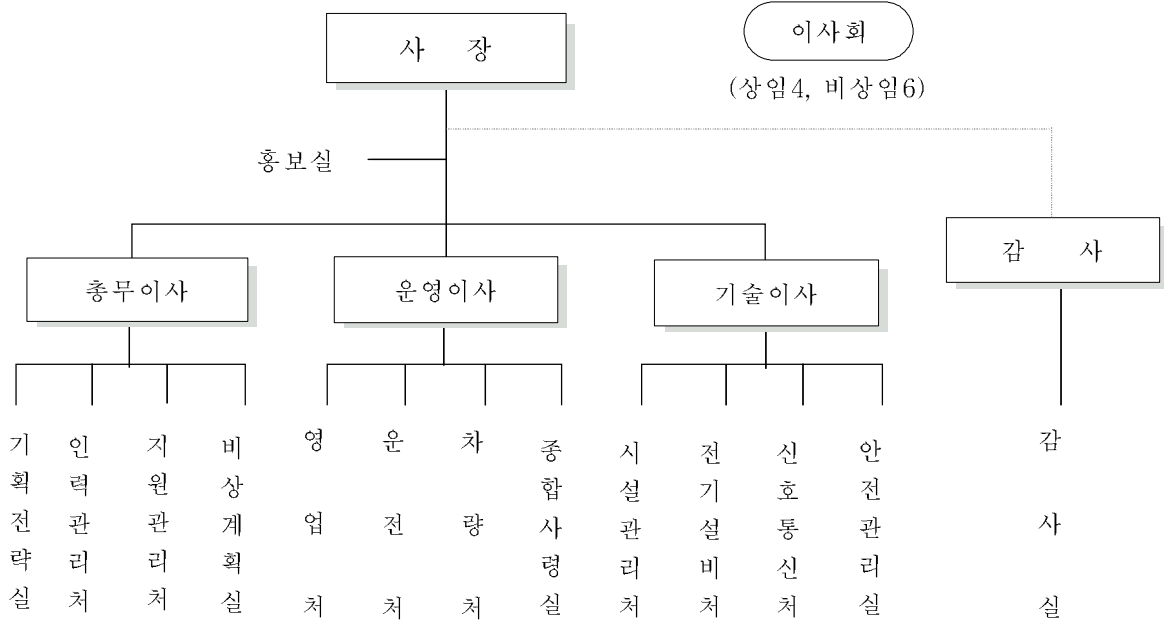 사 장
이사회
(상임4, 비상임6)
홍보실
감 사
총무이사
운영이사
기술이사
기획전략실
인력관리처
지원관리처
비상계획실
영업처
운전처
차량처
종합사령실
시설관리처
전기설비처
신호통신처
안전관리실
감사실